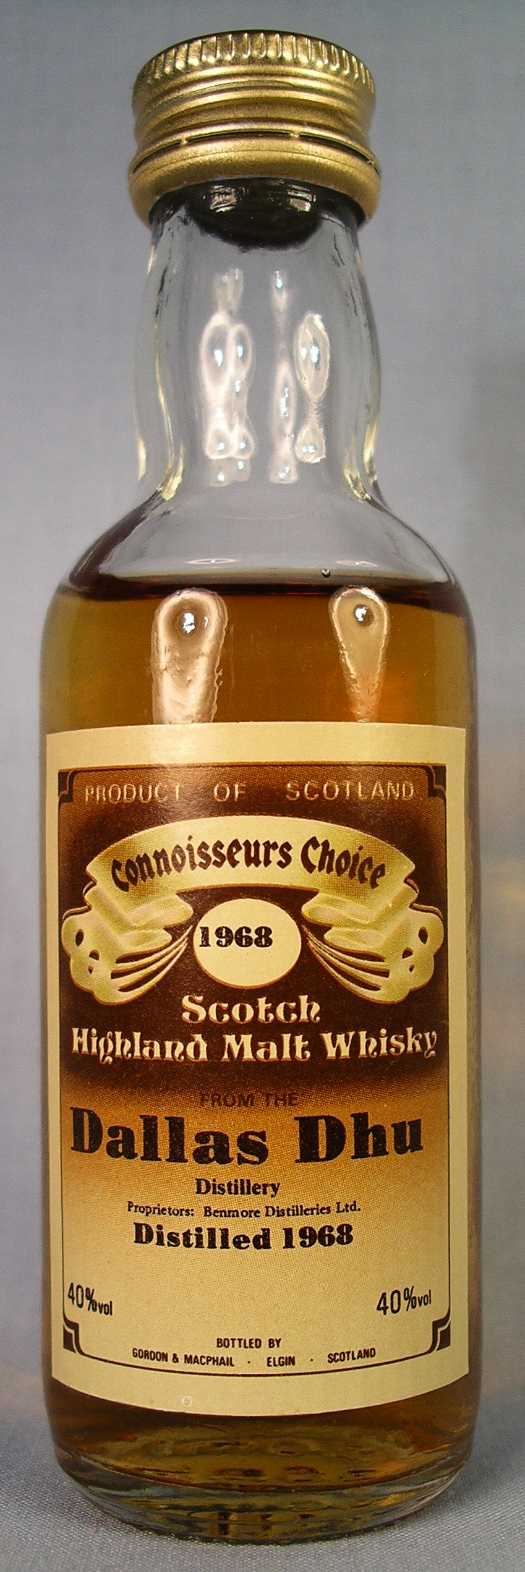 PRODUCT OF SCOTLAND
Connoisseurs Choice
1968
Scotch
Highland Malt Whisky
FROM THE
Dallas Dhu
Distillery
Proprietors: Benmore Distilleries Ltd.
Distilled 1968
40%vol 40%vol
BOTTLED BY
GORDON & MACPHAIL · ELGIN · SCOTLAND